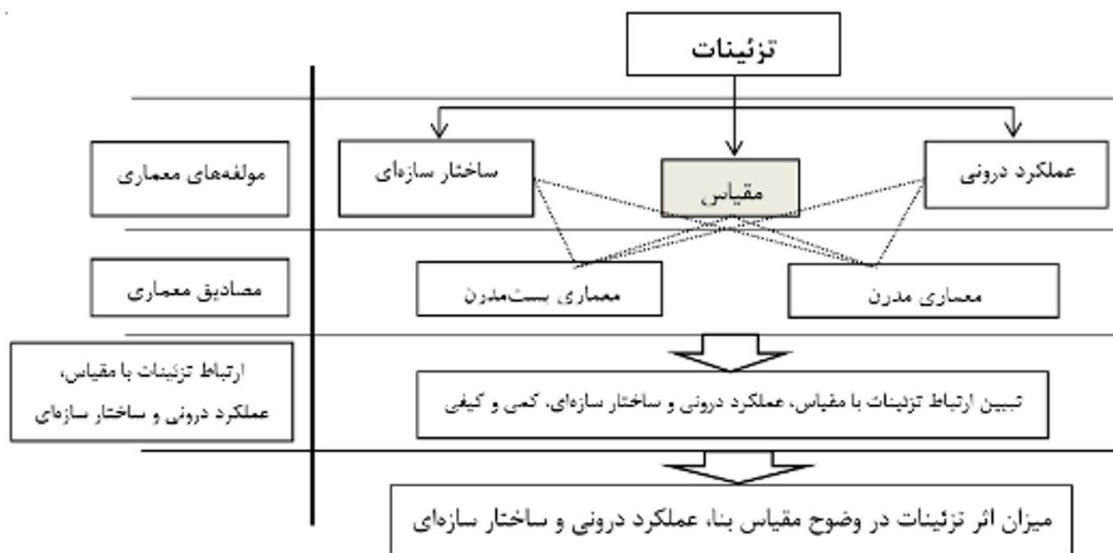 تزئینات
مولفه‌های معماری
عملکرد درونی
مقیاس
ساختار سازه‌ای
مصادیق معماری
معماری مدرن
معماری پست‌مدرن
ارتباط تزئینات با مقیاس،
عملکرد درونی و ساختار سازه‌ای
تبیین ارتباط تزئینات با مقیاس، عملکرد درونی و ساختار سازه‌ای، کمی و کیفی
میزان اثر تزئینات در وضوح مقیاس بنا، عملکرد درونی و ساختار سازه‌ای